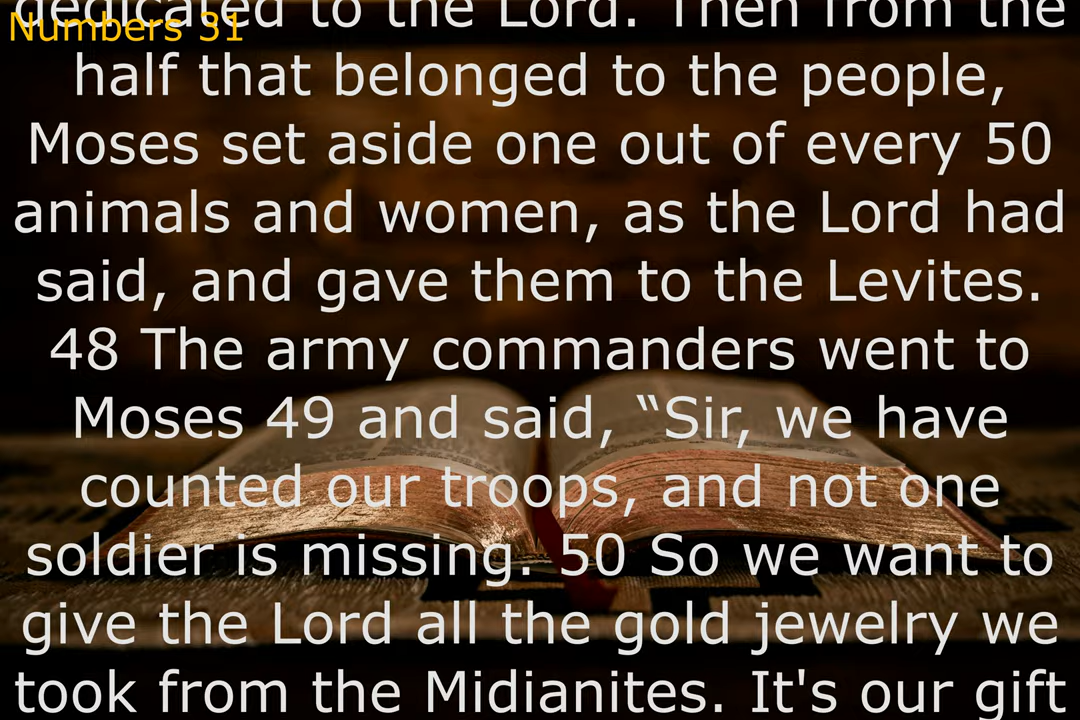 dedicated to the Lord. Then from the
Numbers 31
half that belonged to the people,
Moses set aside one out of every 50
animals and women, as the Lord had
said, and gave them to the Levites.
48 The army commanders went to
Moses 49 and said, “Sir, we have
counted our troops, and not one
soldier is missing. 50 So we want to
give the Lord all the gold jewelry we
took from the Midianites. It's our gift